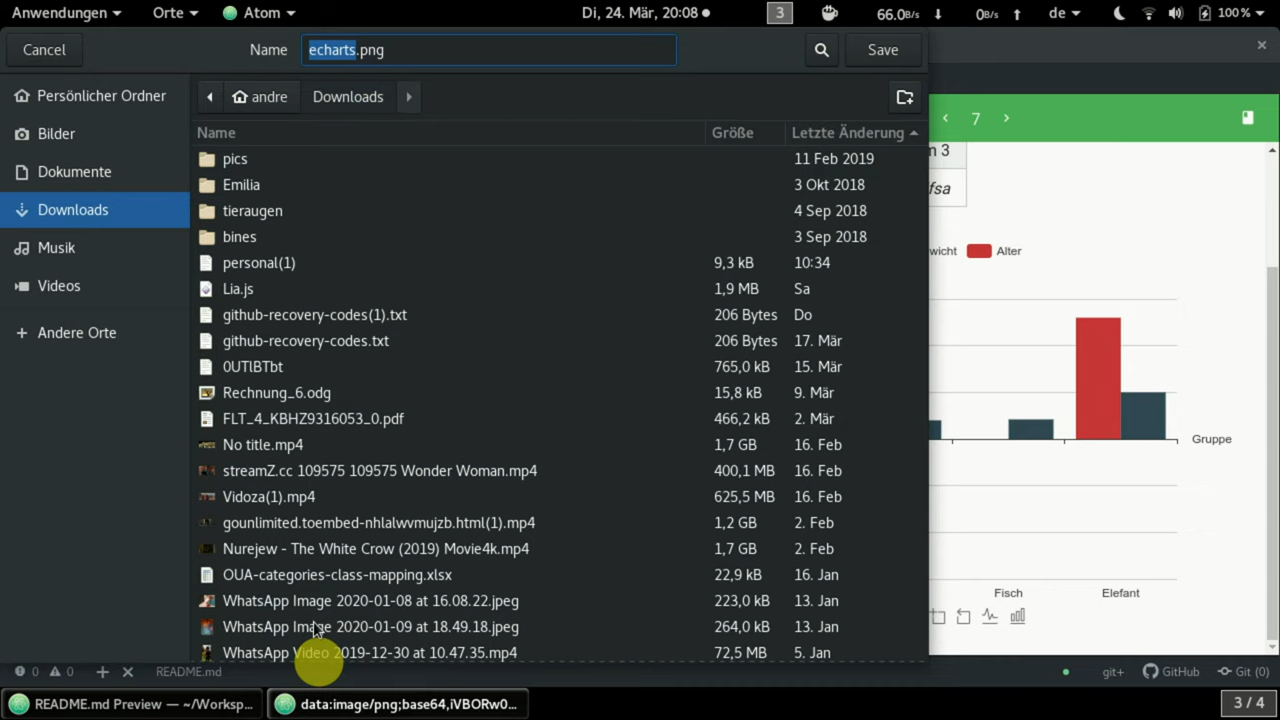 Anwendungen Orte Atom Di, 24. Mär, 20:08 3 66.0B/s 0B/s de 100%
Cancel Name echarts.png Save
andre Downloads
Persönlicher Ordner
Bilder
Dokumente
Downloads
Musik
Videos
Andere Orte
Name Größe Letzte Änderung
pics 11 Feb 2019
Emilia 3 Okt 2018
tieraugen 4 Sep 2018
bines 3 Sep 2018
personal(1) 9,3 kB 10:34
Lia.js 1,9 MB Sa
github-recovery-codes(1).txt 206 Bytes Do
github-recovery-codes.txt 206 Bytes 17. Mär
0UTlBTbt 765,0 kB 15. Mär
Rechnung_6.odg 15,8 kB 9. Mär
FLT_4_KBHZ9316053_0.pdf 466,2 kB 2. Mär
No title.mp4 1,7 GB 16. Feb
streamZ.cc 109575 109575 Wonder Woman.mp4 400,1 MB 16. Feb
Vidoza(1).mp4 625,5 MB 16. Feb
gounlimited.toembed-nhlalwvmujzb.html(1).mp4 1,2 GB 2. Feb
Nurejew - The White Crow (2019) Movie4k.mp4 1,7 GB 2. Feb
OUA-categories-class-mapping.xlsx 22,9 kB 16. Jan
WhatsApp Image 2020-01-08 at 16.08.22.jpeg 223,0 kB 13. Jan
WhatsApp Image 2020-01-09 at 18.49.18.jpeg 264,0 kB 13. Jan
WhatsApp Video 2019-12-30 at 10.47.35.mp4 72,5 MB 5. Jan
7
m 3
fsa
wicht Alter
Gruppe
Fisch Elefant
0 0 README.md git+ GitHub Git (0)
README.md Preview — ~/Worksp... data:image/png;base64,iVBORw0... 3 / 4